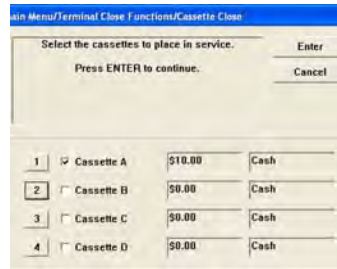 ain Menu/Terminal Close Functions/Cassette Close
Select the cassettes to place in service.
Press ENTER to continue.
Enter
Cancel
1 Cassette A $10.00 Cash
2 Cassette B $0.00 Cash
3 Cassette C $0.00 Cash
4 Cassette D $0.00 Cash